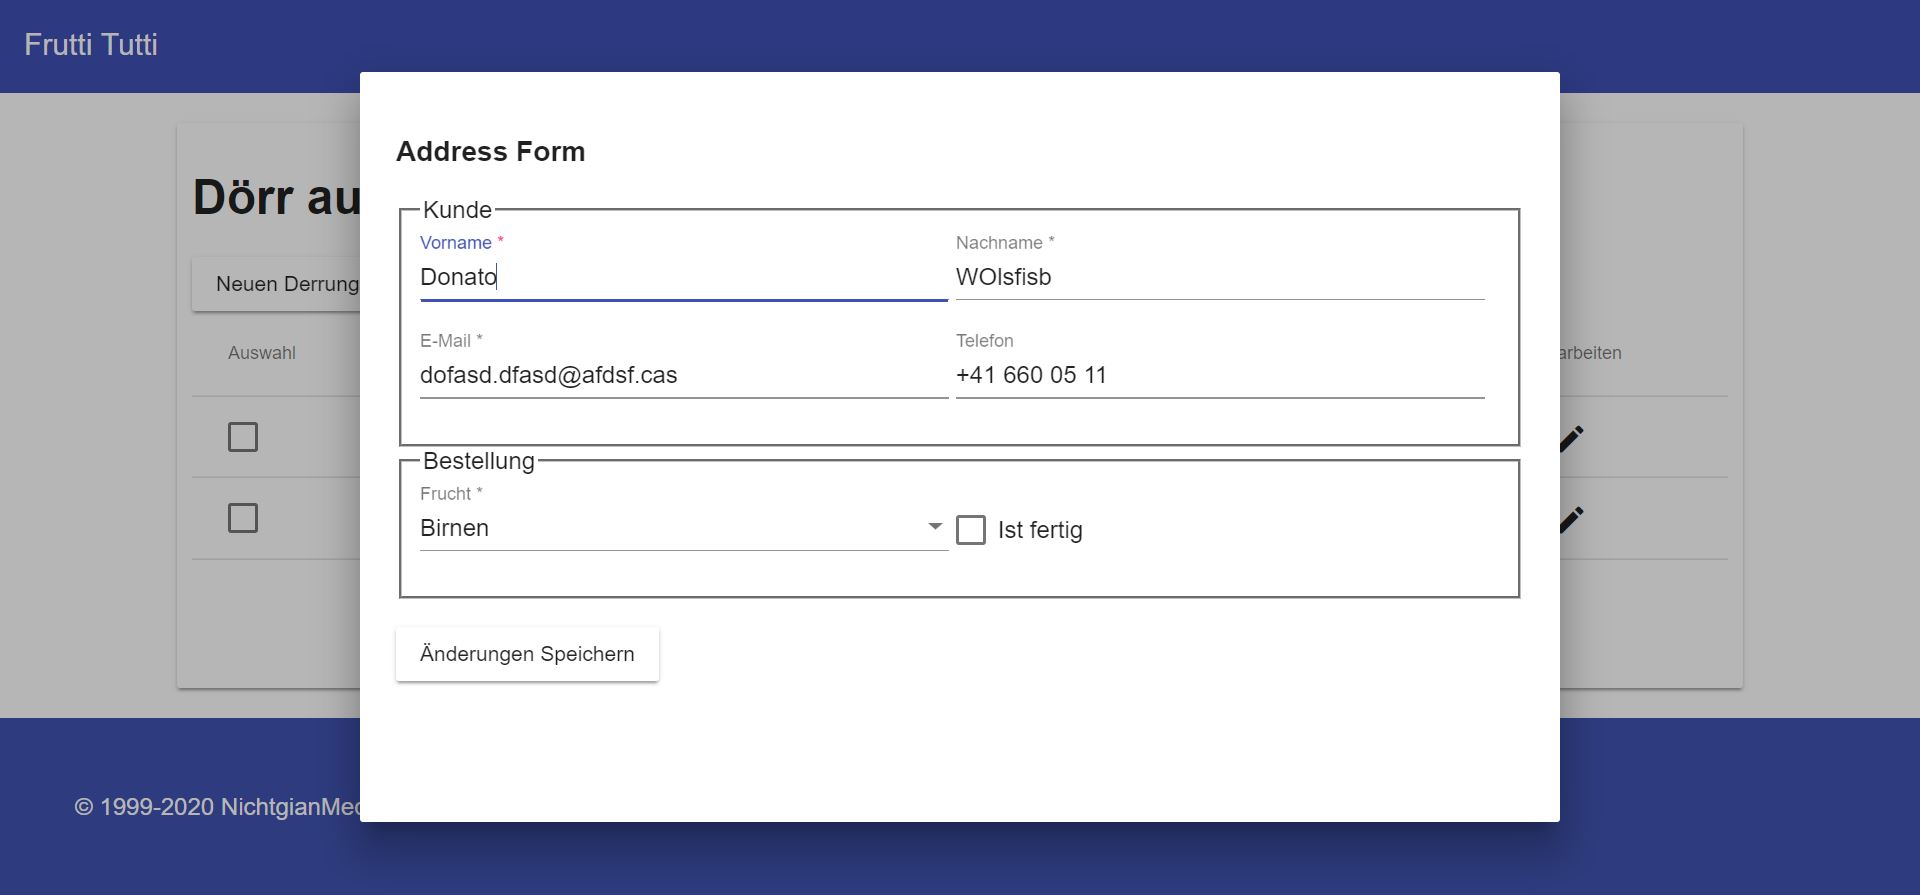 Frutti Tutti
Address Form
Kunde
Vorname *
Nachname *
Donato
WOlsfisb
E-Mail *
Telefon
dofasd.dfasd@afdsf.cas
+41 660 05 11
Bestellung
Frucht *
Birnen
Ist fertig
Änderungen Speichern
Dörr au
Neuen Derrung
Auswahl
arbeiten
© 1999-2020 NichtgianMed